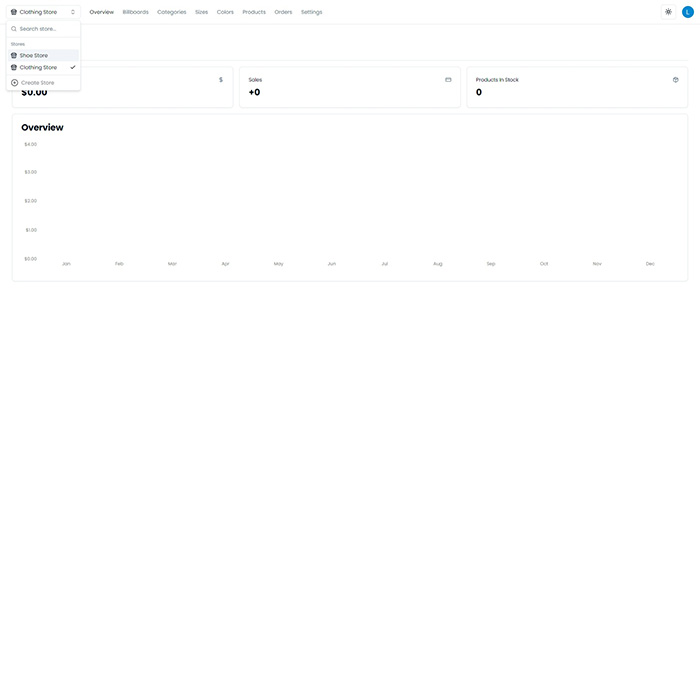 Clothing Store
Overview Billboards Categories Sizes Colors Products Orders Settings
L
Search store...
Stores
Shoe Store
Clothing Store
Create Store
$0.00
Sales
+0
Products In Stock
0
Overview
$4.00
$3.00
$2.00
$1.00
$0.00
Jan Feb Mar Apr May Jun Jul Aug Sep Oct Nov Dec